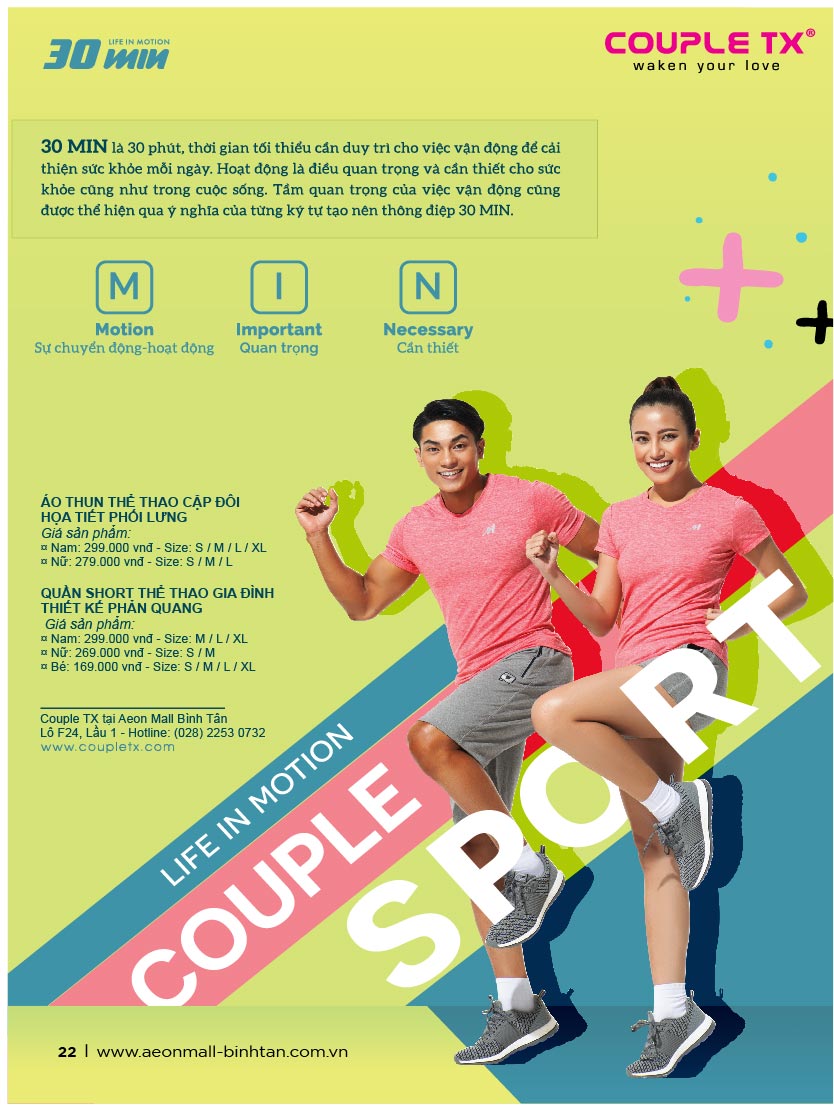 30 MIN LIFE IN MOTION
COUPLE TX®
waken your love
30 MIN là 30 phút, thời gian tối thiểu cần duy trì cho việc vận động để cải
thiện sức khỏe mỗi ngày. Hoạt động là điều quan trọng và cần thiết cho sức
khỏe cũng như trong cuộc sống. Tầm quan trọng của việc vận động cũng
được thể hiện qua ý nghĩa của từng ký tự tạo nên thông điệp 30 MIN.
M I N
Motion Important Necessary
Sự chuyển động-hoạt động Quan trọng Cần thiết
ÁO THUN THỂ THAO CẶP ĐÔI
HỌA TIẾT PHỐI LƯNG
Giá sản phẩm:
¤ Nam: 299.000 vnđ - Size: S / M / L / XL
¤ Nữ: 279.000 vnđ - Size: S / M / L
QUẦN SHORT THỂ THAO GIA ĐÌNH
THIẾT KẾ PHẢN QUANG
Giá sản phẩm:
¤ Nam: 299.000 vnđ - Size: M / L / XL
¤ Nữ: 269.000 vnđ - Size: S / M
¤ Bé: 169.000 vnđ - Size: S / M / L / XL
Couple TX tại Aeon Mall Bình Tân
Lô F24, Lầu 1 - Hotline: (028) 2253 0732
www.coupletx.com
LIFE IN MOTION
COUPLE
SPORT
22 | www.aeonmall-binhtan.com.vn